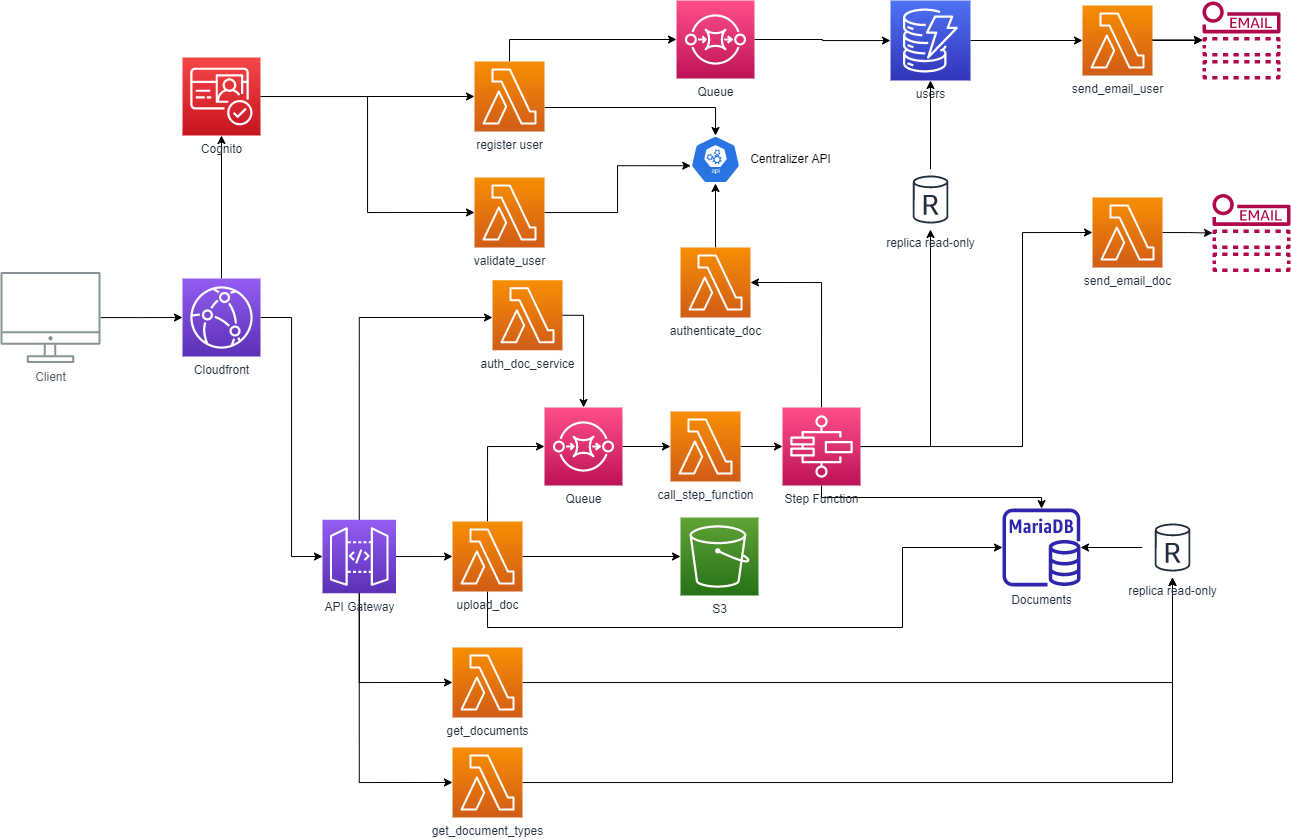 EMAIL
Queue
users
send_email_user
Cognito
register user
api
Centralizer API
R
EMAIL
validate_user
replica read-only
send_email_doc
authenticate_doc
Client
Cloudfront
auth_doc_service
Queue
call_step_function
Step Function
MariaDB
R
</>
API Gateway
upload_doc
S3
Documents
replica read-only
get_documents
get_document_types